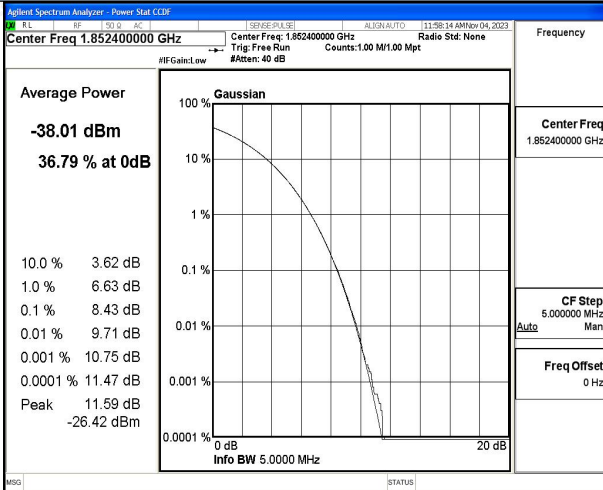 Agilent Spectrum Analyzer - Power Stat CCDF
RL RF 50 Ω AC SENSE:PULSE ALIGN AUTO 11:58:14 AM Nov 04, 2023
Center Freq 1.852400000 GHz
Center Freq: 1.852400000 GHz Radio Std: None
Trig: Free Run Counts:1.00 M/1.00 Mpt
#IFGain:Low #Atten: 40 dB
Frequency
Average Power
-38.01 dBm
36.79 % at 0dB
10.0 % 3.62 dB
1.0 % 6.63 dB
0.1 % 8.43 dB
0.01 % 9.71 dB
0.001 % 10.75 dB
0.0001 % 11.47 dB
Peak 11.59 dB
-26.42 dBm
Gaussian
100 %
10 %
1 %
0.1 %
0.01 %
0.001 %
0.0001 %
0 dB 20 dB
Info BW 5.0000 MHz
Center Freq
1.852400000 GHz
CF Step
5.000000 MHz
Auto Man
Freq Offset
0 Hz
MSG STATUS